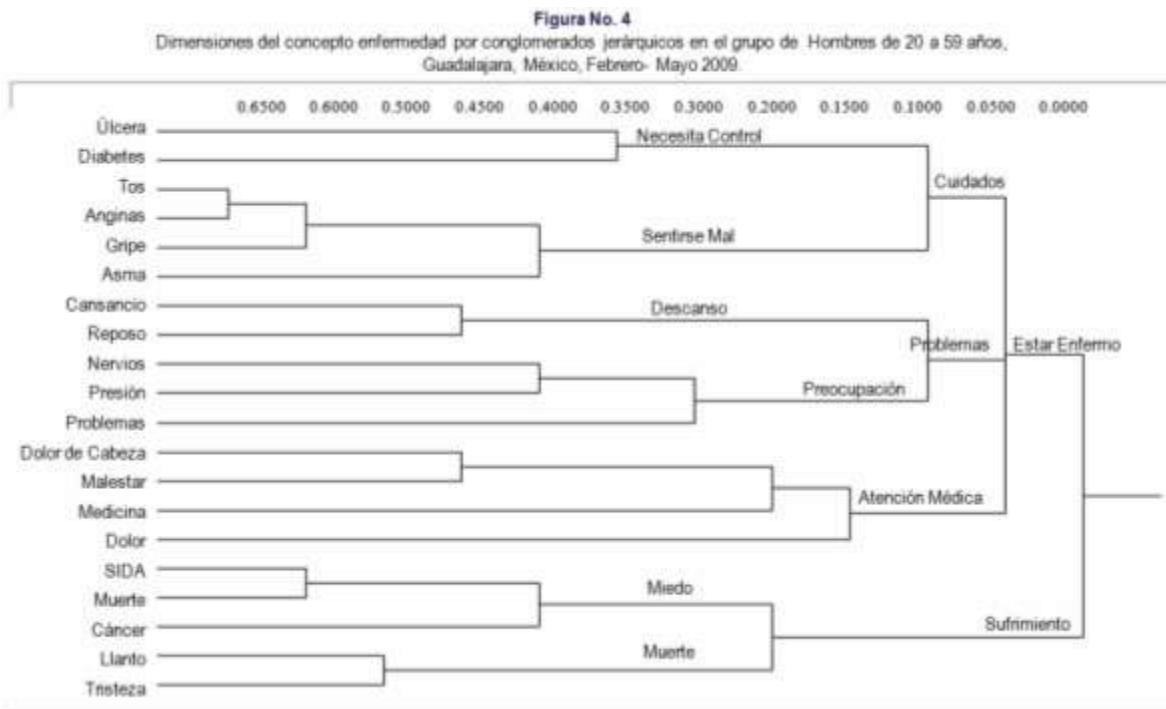 Figura No. 4
Dimensiones del concepto enfermedad por conglomerados jerárquicos en el grupo de Hombres de 20 a 59 años,
Guadalajara, México, Febrero- Mayo 2009.
0.6500 0.6000 0.5000 0.4500 0.4000 0.3500 0.3000 0.2000 0.1500 0.1000 0.0500 0.0000
Úlcera
Necesita Control
Diabetes
Cuidados
Tos
Anginas
Sentirse Mal
Gripe
Asma
Cansancio
Descanso
Reposo
Problemas Estar Enfermo
Nervios
Preocupación
Presión
Problemas
Dolor de Cabeza
Malestar
Atención Médica
Medicina
Dolor
SIDA
Miedo
Muerte
Sufrimiento
Cáncer
Muerte
Llanto
Tristeza